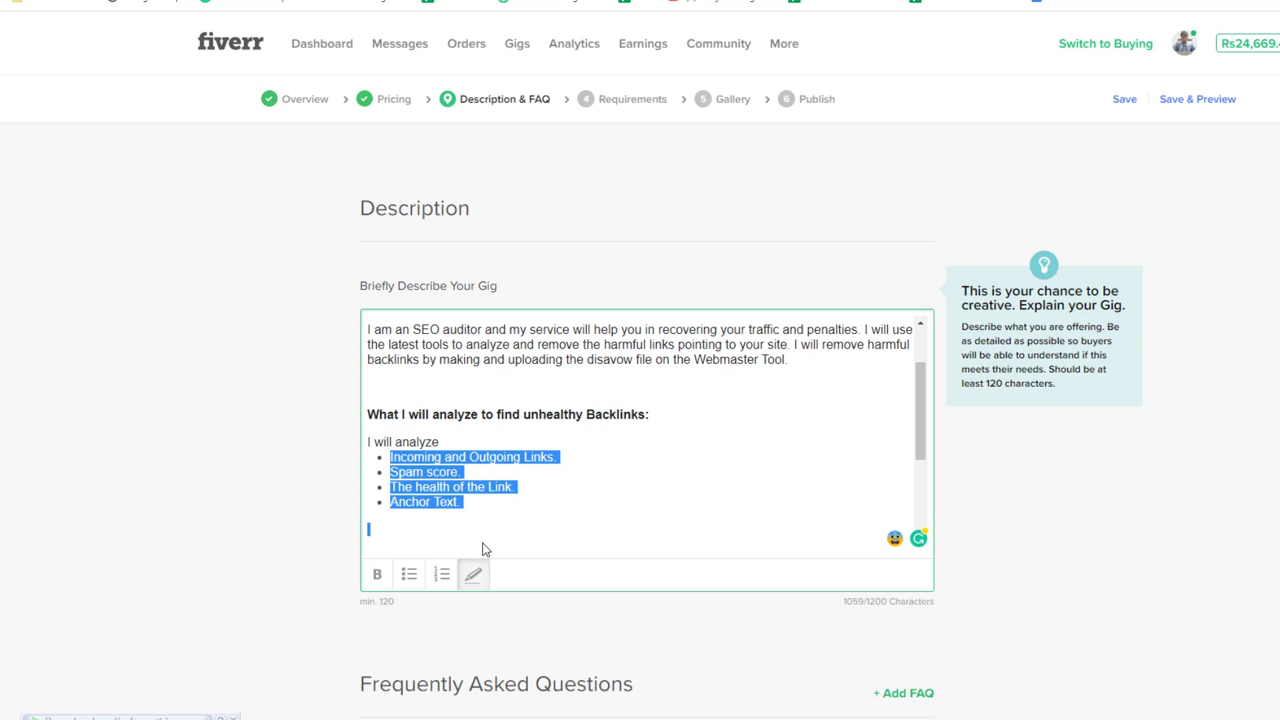 fiverr Dashboard Messages Orders Gigs Analytics Earnings Community More Switch to Buying Rs24,669.
Overview Pricing Description & FAQ 4 Requirements 5 Gallery 6 Publish Save Save & Preview
Description
Briefly Describe Your Gig
I am an SEO auditor and my service will help you in recovering your traffic and penalties. I will use
the latest tools to analyze and remove the harmful links pointing to your site. I will remove harmful
backlinks by making and uploading the disavow file on the Webmaster Tool.
What I will analyze to find unhealthy Backlinks:
I will analyze
• Incoming and Outgoing Links.
• Spam score.
• The health of the Link.
• Anchor Text.
B
min. 120 1059/1200 Characters
This is your chance to be
creative. Explain your Gig.
Describe what you are offering. Be
as detailed as possible so buyers
will be able to understand if this
meets their needs. Should be at
least 120 characters.
Frequently Asked Questions
+ Add FAQ